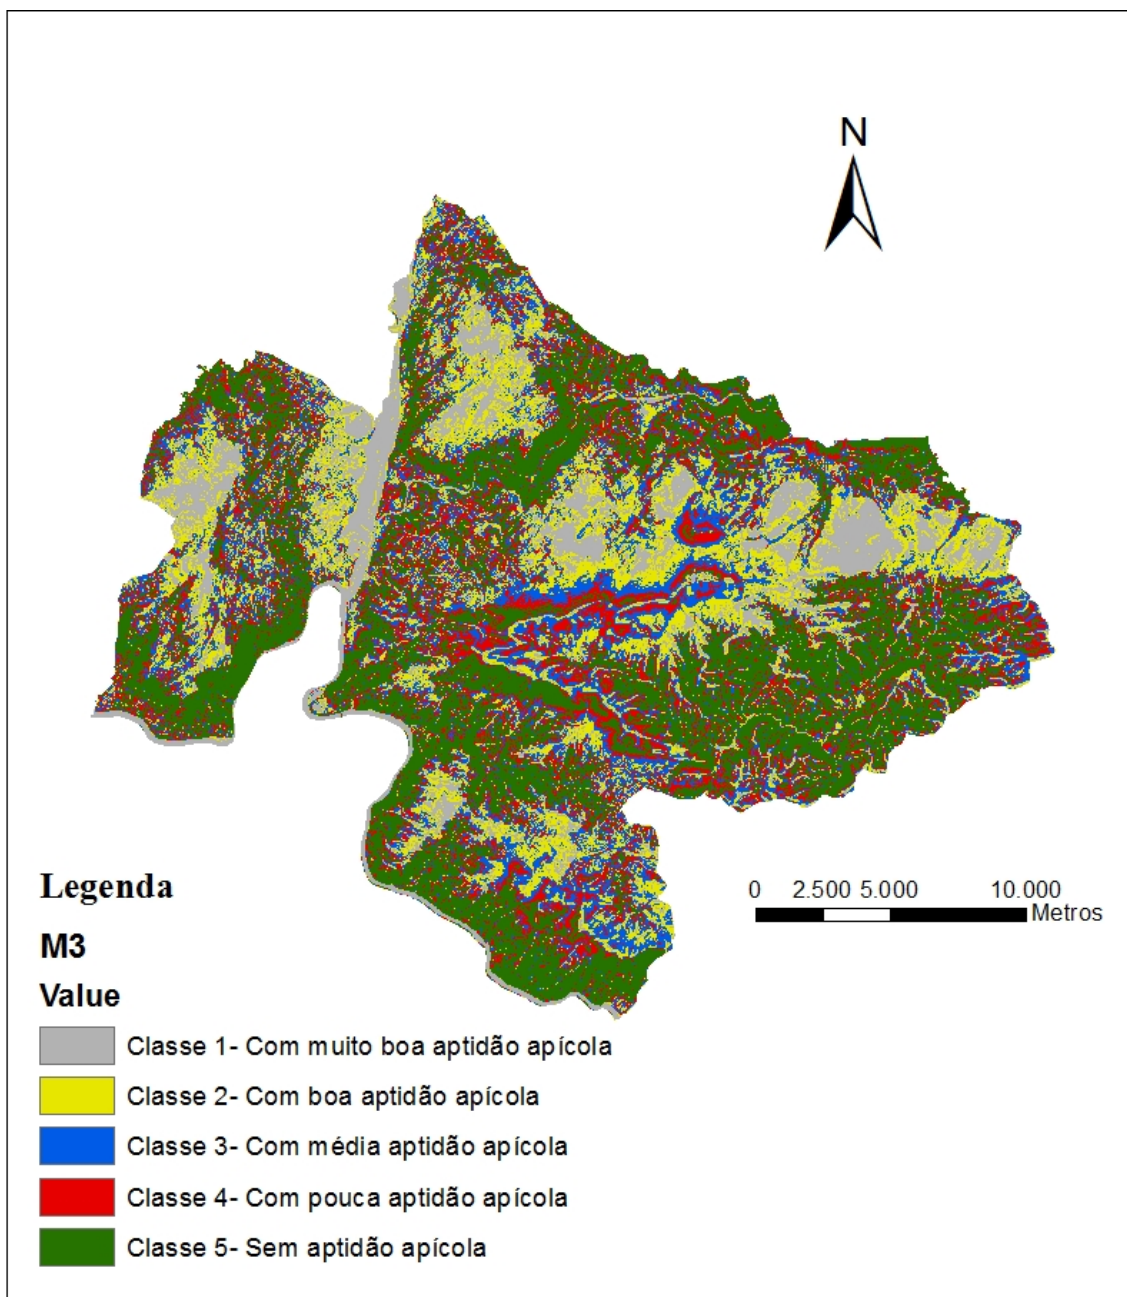 N
Legenda
M3
Value
Classe 1- Com muito boa aptidão apícola
Classe 2- Com boa aptidão apícola
Classe 3- Com média aptidão apícola
Classe 4- Com pouca aptidão apícola
Classe 5- Sem aptidão apícola
0 2.500 5.000 10.000
Metros